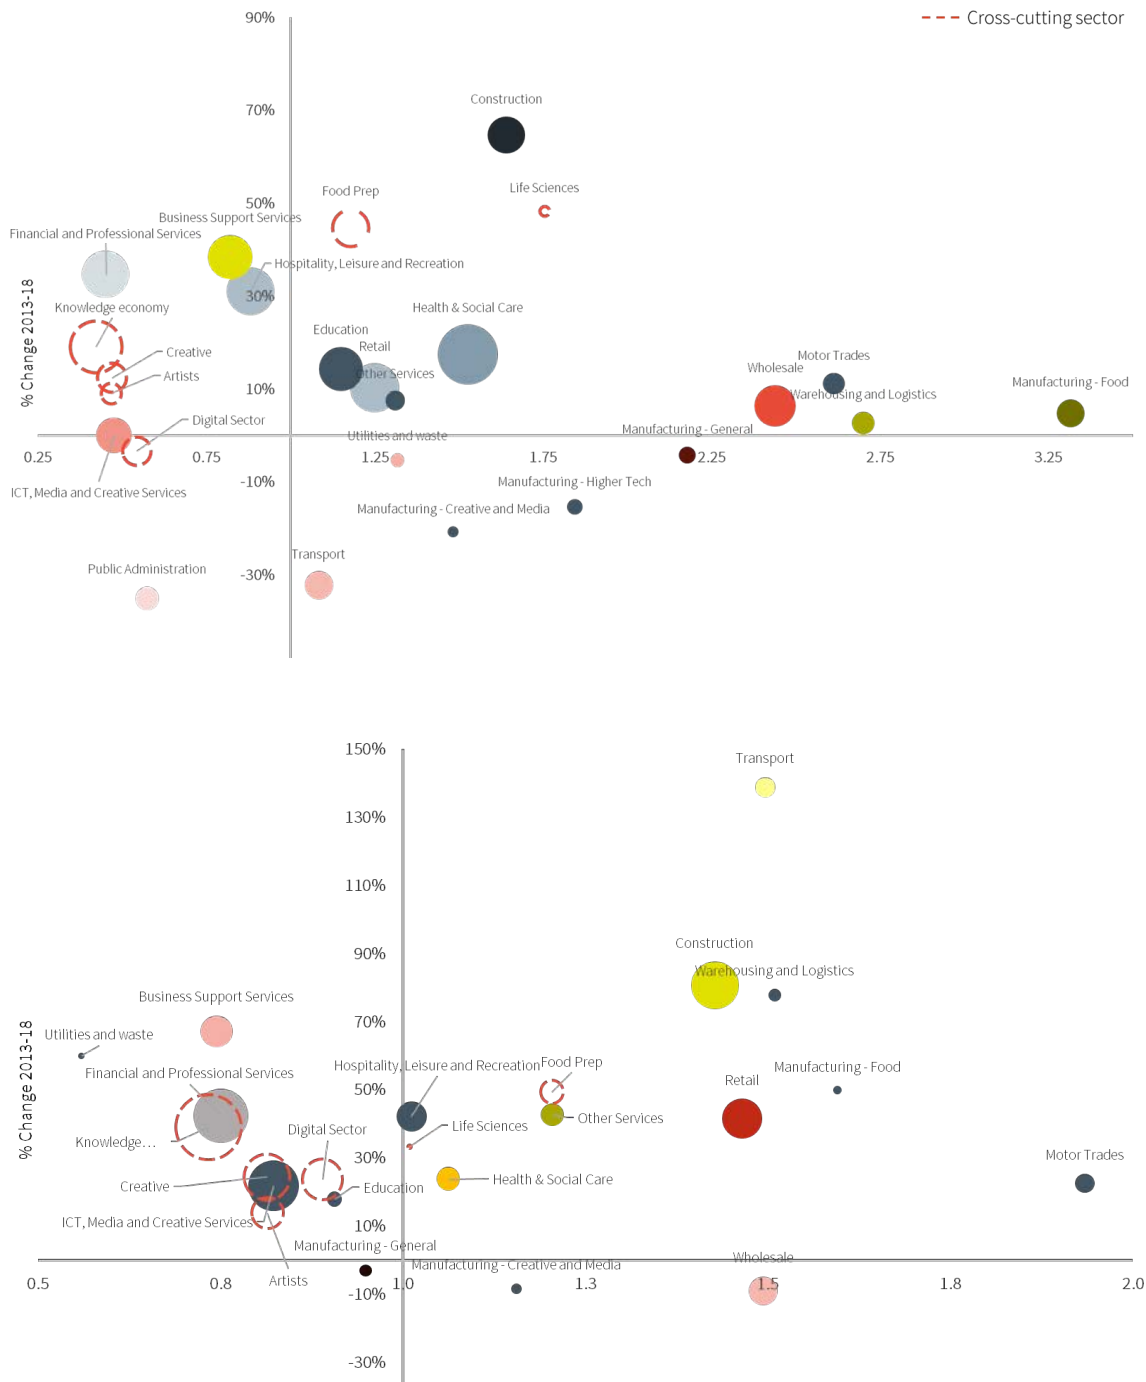 90%
Cross-cutting sector
Construction
70%
Life Sciences
Food Prep
50%
Business Support Services
Financial and Professional Services
Hospitality, Leisure and Recreation
30%
Knowledge economy
Health & Social Care
% Change 2013-18
Education
Retail
Creative
Motor Trades
Wholesale
Artists
Other Services
Manufacturing - Food
10%
Warehousing and Logistics
Digital Sector
Manufacturing - General
Utilities and waste
0.25
0.75
1.25
1.75
2.25
2.75
3.25
-10%
Manufacturing - Higher Tech
ICT, Media and Creative Services
Manufacturing - Creative and Media
Transport
Public Administration
-30%
150%
Transport
130%
110%
90%
Construction
Warehousing and Logistics
Business Support Services
70%
Utilities and waste
% Change 2013-18
Hospitality, Leisure and Recreation
Food Prep
Manufacturing - Food
Financial and Professional Services
50%
Retail
Other Services
Life Sciences
Digital Sector
Knowledge...
30%
Motor Trades
Health & Social Care
Creative
Education
ICT, Media and Creative Services
10%
Manufacturing - General
Wholesale
Manufacturing - Creative and Media
Artists
0.5
0.8
1.0
1.3
1.5
1.8
2.0
-10%
-30%